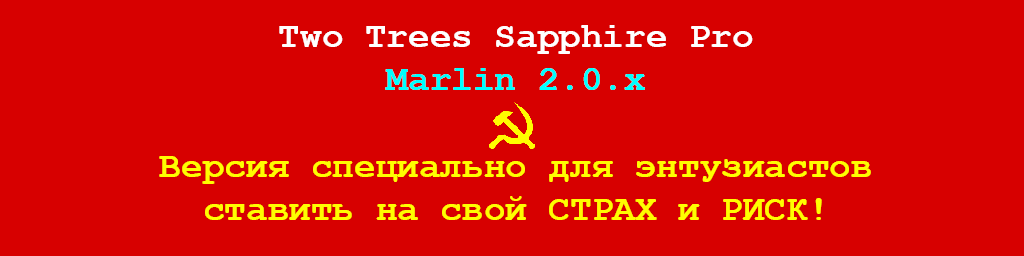 Two Trees Sapphire Pro
Marlin 2.0.x
Версия специально для энтузиастов
ставить на свой СТРАХ и РИСК!